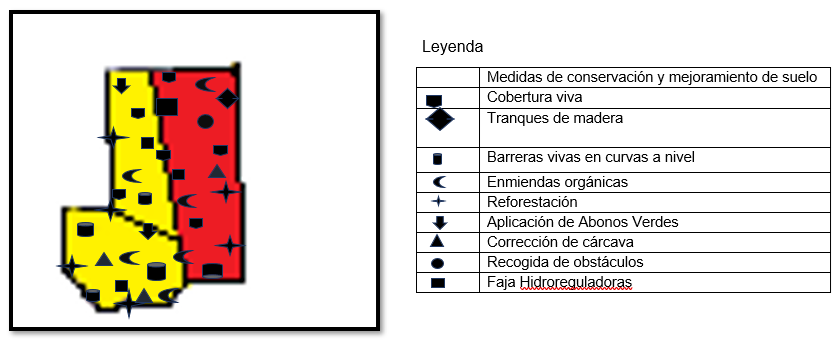 Leyenda
Medidas de conservación y mejoramiento de suelo
Cobertura viva
Tranques de madera
Barreras vivas en curvas a nivel
Enmiendas orgánicas
Reforestación
Aplicación de Abonos Verdes
Corrección de cárcava
Recogida de obstáculos
Faja Hidroreguladoras